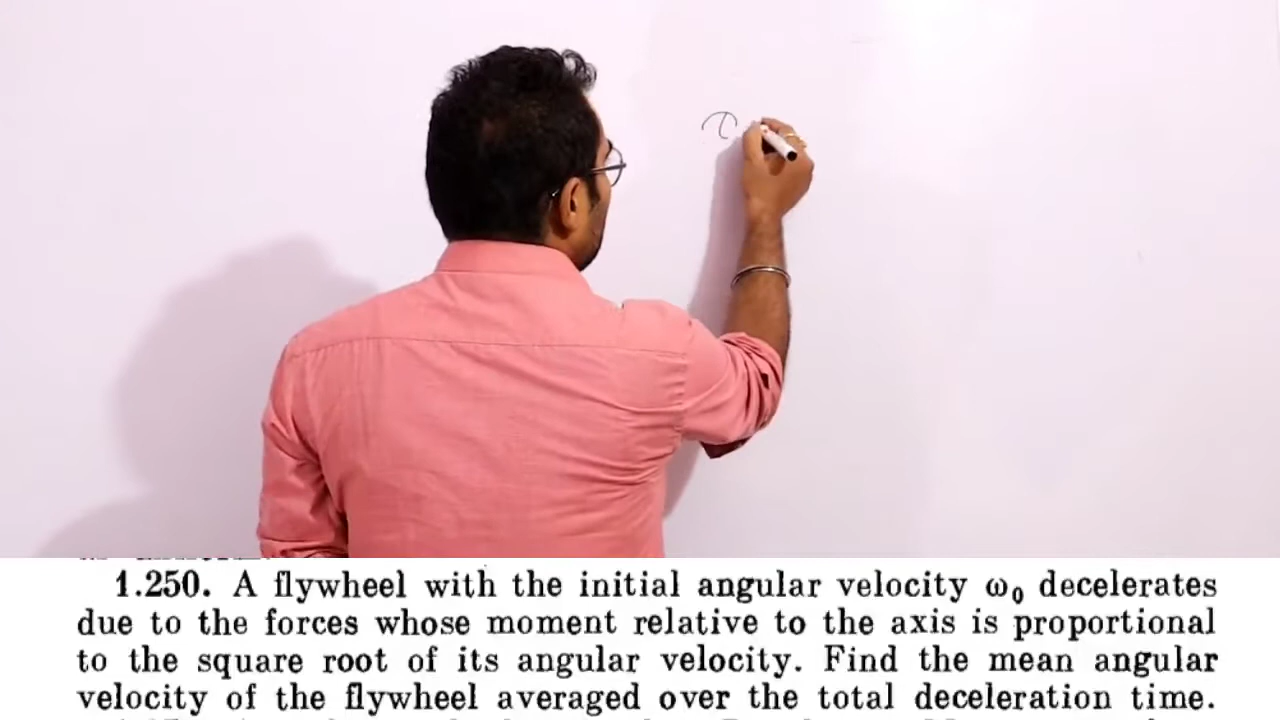 τ
1.250. A flywheel with the initial angular velocity ω₀ decelerates
due to the forces whose moment relative to the axis is proportional
to the square root of its angular velocity. Find the mean angular
velocity of the flywheel averaged over the total deceleration time.